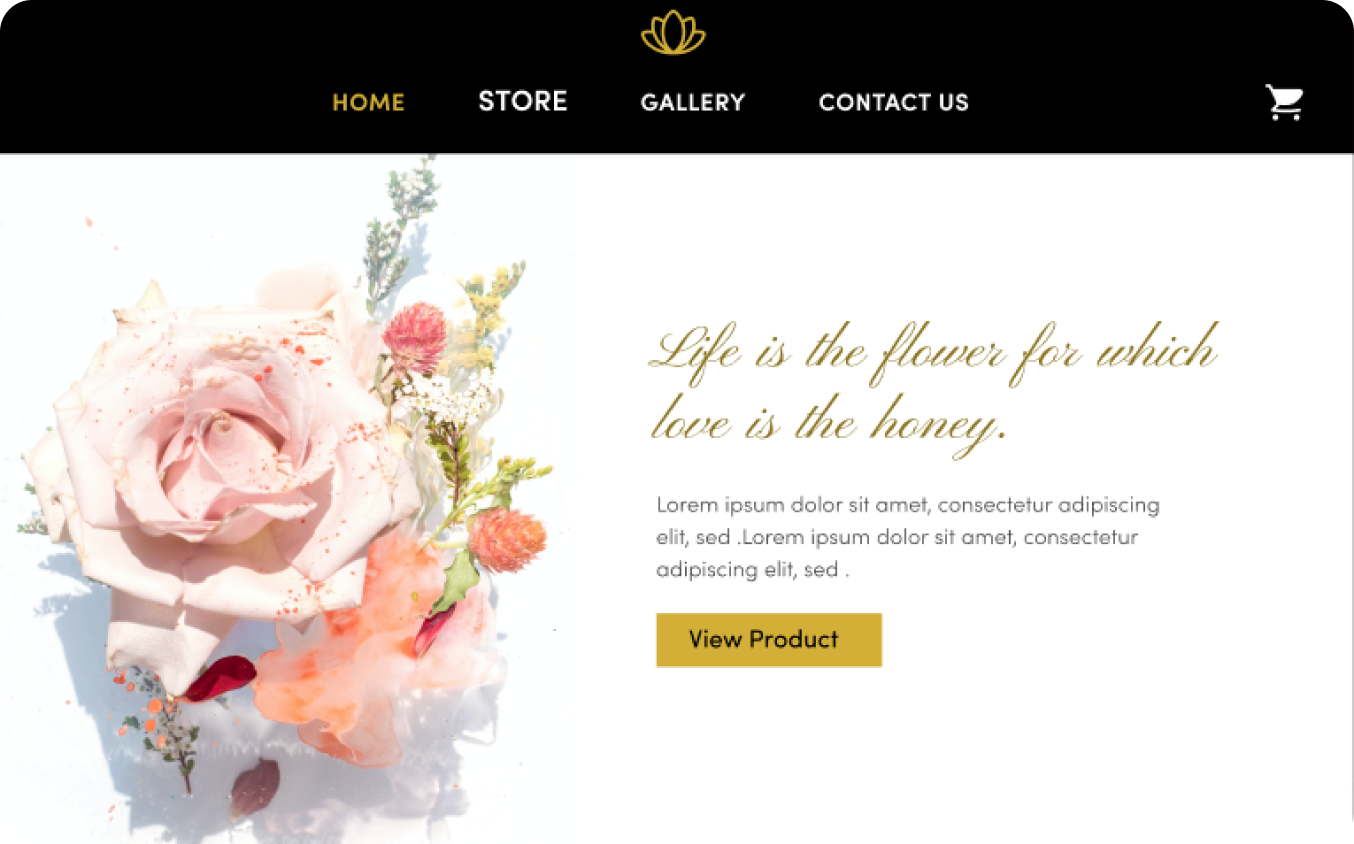 HOME STORE GALLERY CONTACT US
Life is the flower for which
love is the honey.
Lorem ipsum dolor sit amet, consectetur adipiscing
elit, sed .Lorem ipsum dolor sit amet, consectetur
adipiscing elit, sed .
View Product